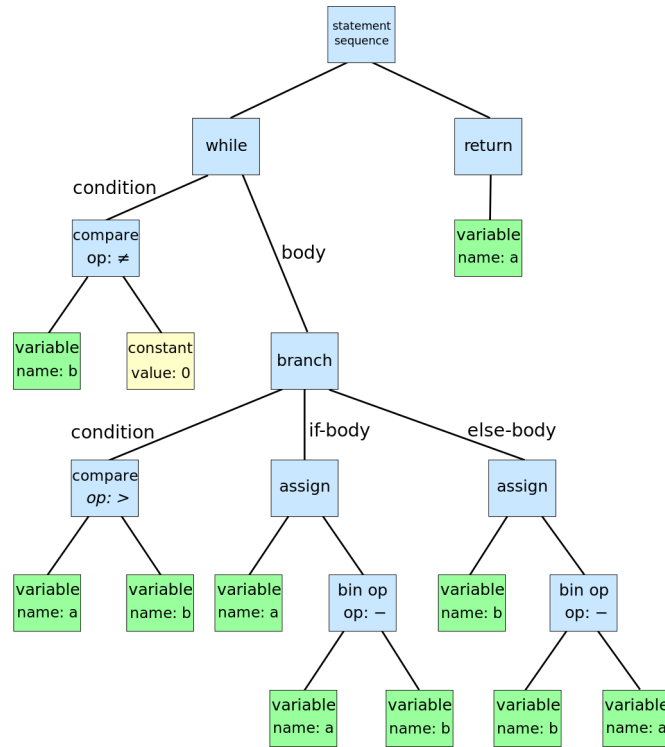 statement
sequence
while
return
condition
compare
op: ≠
body
variable
name: a
variable
name: b
constant
value: 0
branch
condition
if-body
else-body
compare
op: >
assign
assign
variable
name: a
variable
name: b
variable
name: a
bin op
op: −
variable
name: b
bin op
op: −
variable
name: a
variable
name: b
variable
name: b
variable
name: a